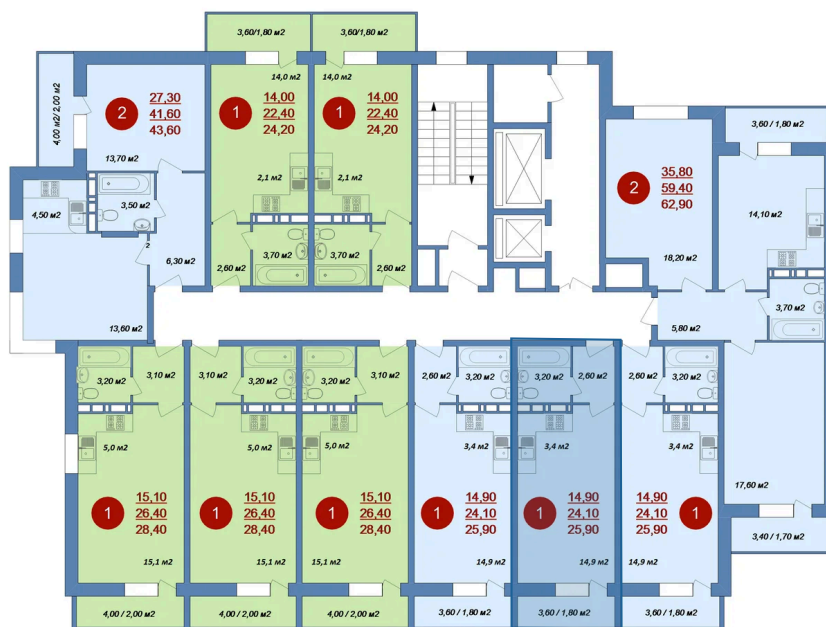 3,60/1,80 м2
3,60/1,80 м2
4,00 м2/ 2,00 м2
2
27,30
41,60
43,60
13,70 м2
14,0 м2
1
14,00
22,40
24,20
2,1 м2
14,0 м2
1
14,00
22,40
24,20
2,1 м2
3,60 / 1,80 м2
2
35,80
59,40
62,90
18,20 м2
14,10 м2
4,50 м2
3,50 м2
2
6,30 м2
13,60 м2
2,60 м2
3,70 м2
3,70 м2
2,60 м2
5,80 м2
3,70 м2
3,20 м2
3,10 м2
3,10 м2
3,20 м2
3,20 м2
3,10 м2
2,60 м2
3,20 м2
3,20 м2
2,60 м2
2,60 м2
3,20 м2
5,0 м2
5,0 м2
5,0 м2
3,4 м2
3,4 м2
3,4 м2
1
15,10
26,40
28,40
15,1 м2
1
15,10
26,40
28,40
15,1 м2
1
15,10
26,40
28,40
15,1 м2
1
14,90
24,10
25,90
14,9 м2
1
14,90
24,10
25,90
14,9 м2
14,90
24,10
25,90
1
14,9 м2
17,60 м2
3,40 / 1,70 м2
4,00 / 2,00 м2
4,00 / 2,00 м2
4,00 / 2,00 м2
3,60 / 1,80 м2
3,60 / 1,80 м2
3,60 / 1,80 м2